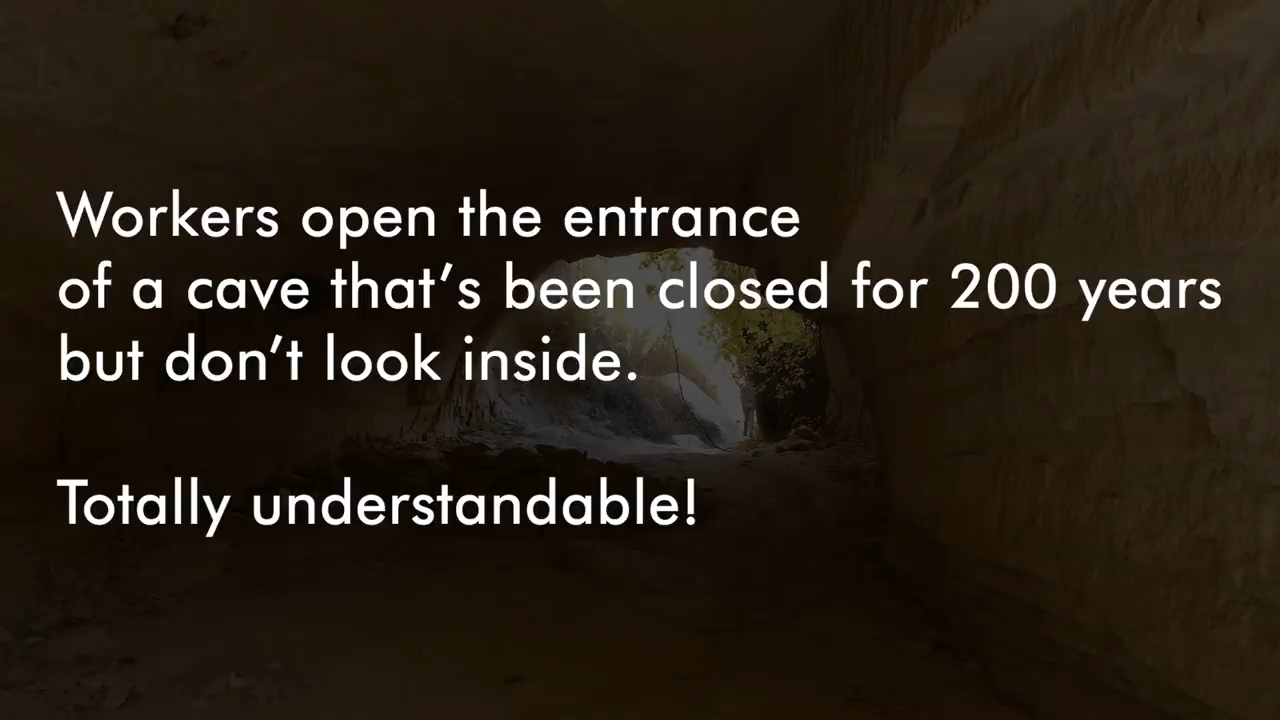 Workers open the entrance
of a cave that’s been closed for 200 years
but don’t look inside.
Totally understandable!